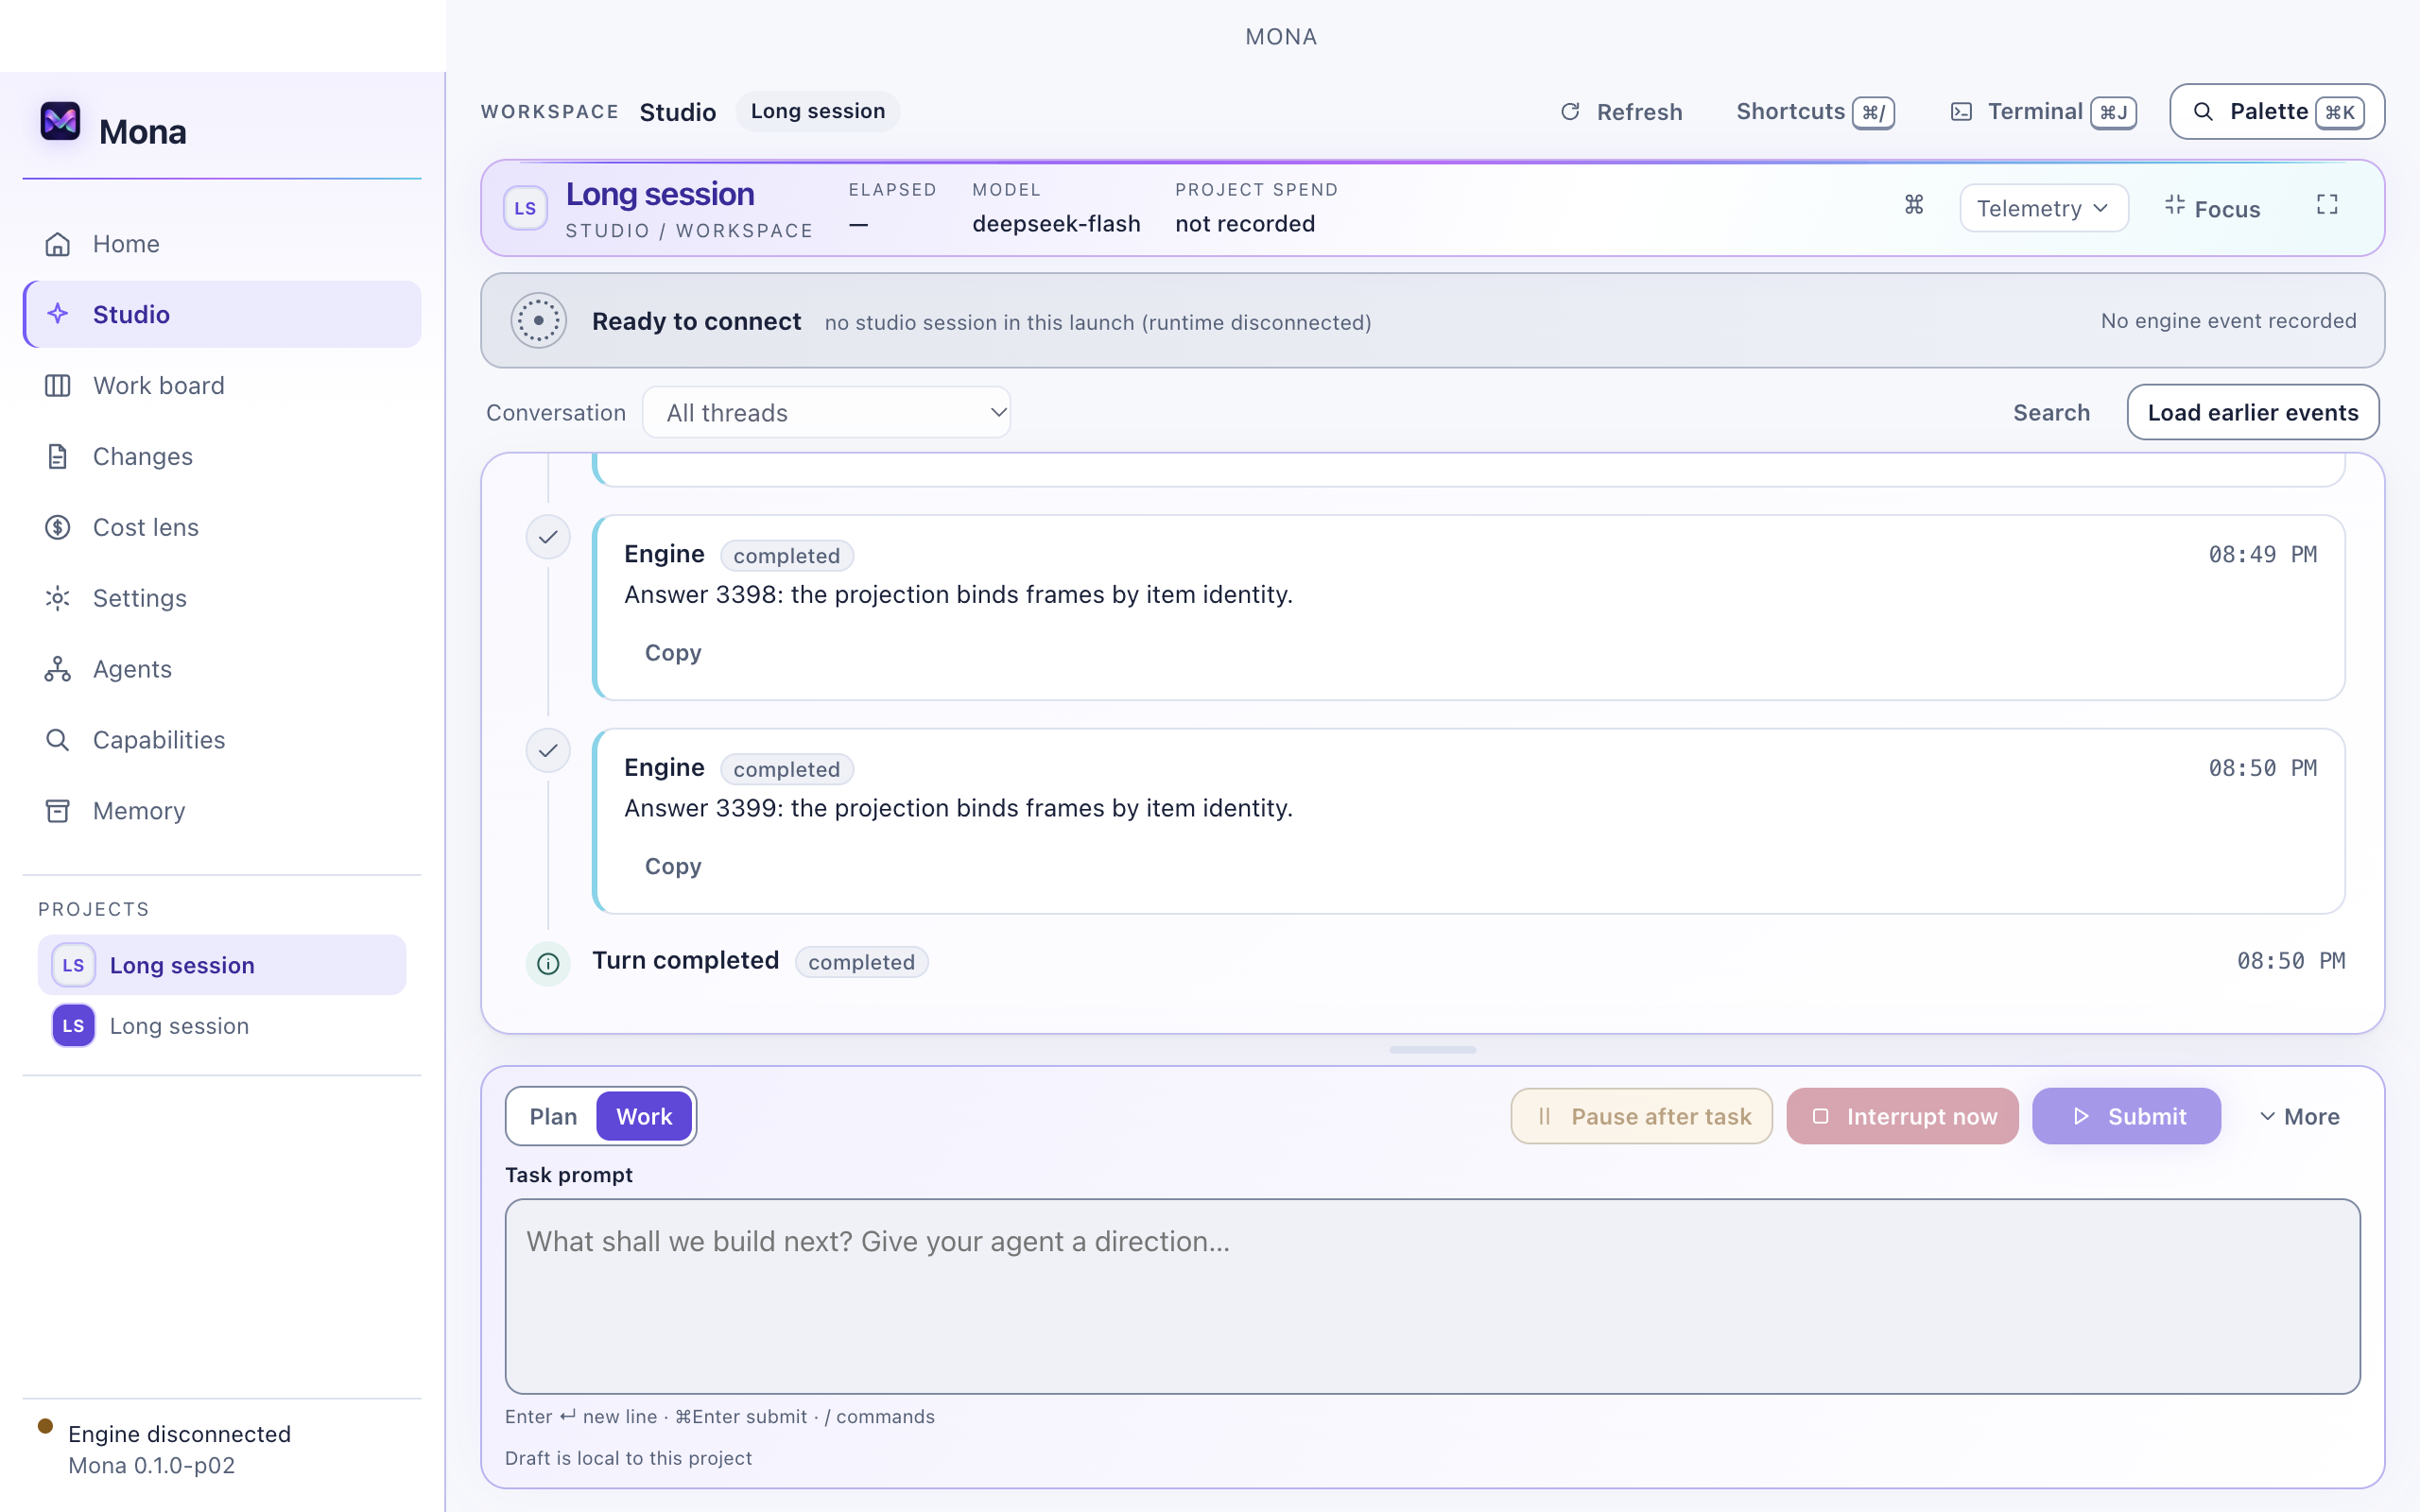 MONA
Mona
Home
Studio
Work board
Changes
Cost lens
Settings
Agents
Capabilities
Memory
PROJECTS
LS Long session
LS Long session
Engine disconnected
Mona 0.1.0-p02
WORKSPACE Studio Long session Refresh Shortcuts ⌘/ Terminal ⌘J Palette ⌘K
LS Long session
STUDIO / WORKSPACE
ELAPSED
—
MODEL
deepseek-flash
PROJECT SPEND
not recorded
⌘ Telemetry Focus
Ready to connect no studio session in this launch (runtime disconnected) No engine event recorded
Conversation All threads Search Load earlier events
Engine completed 08:49 PM
Answer 3398: the projection binds frames by item identity.
Copy
Engine completed 08:50 PM
Answer 3399: the projection binds frames by item identity.
Copy
Turn completed completed 08:50 PM
Plan Work Pause after task Interrupt now Submit More
Task prompt
What shall we build next? Give your agent a direction...
Enter ↵ new line · ⌘Enter submit · / commands
Draft is local to this project